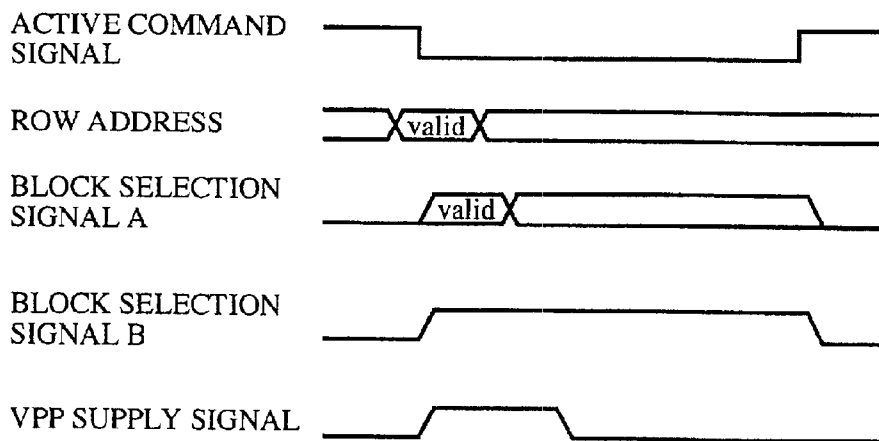 ACTIVE COMMAND
SIGNAL
ROW ADDRESS
valid
BLOCK SELECTION
SIGNAL A
valid
BLOCK SELECTION
SIGNAL B
VPP SUPPLY SIGNAL